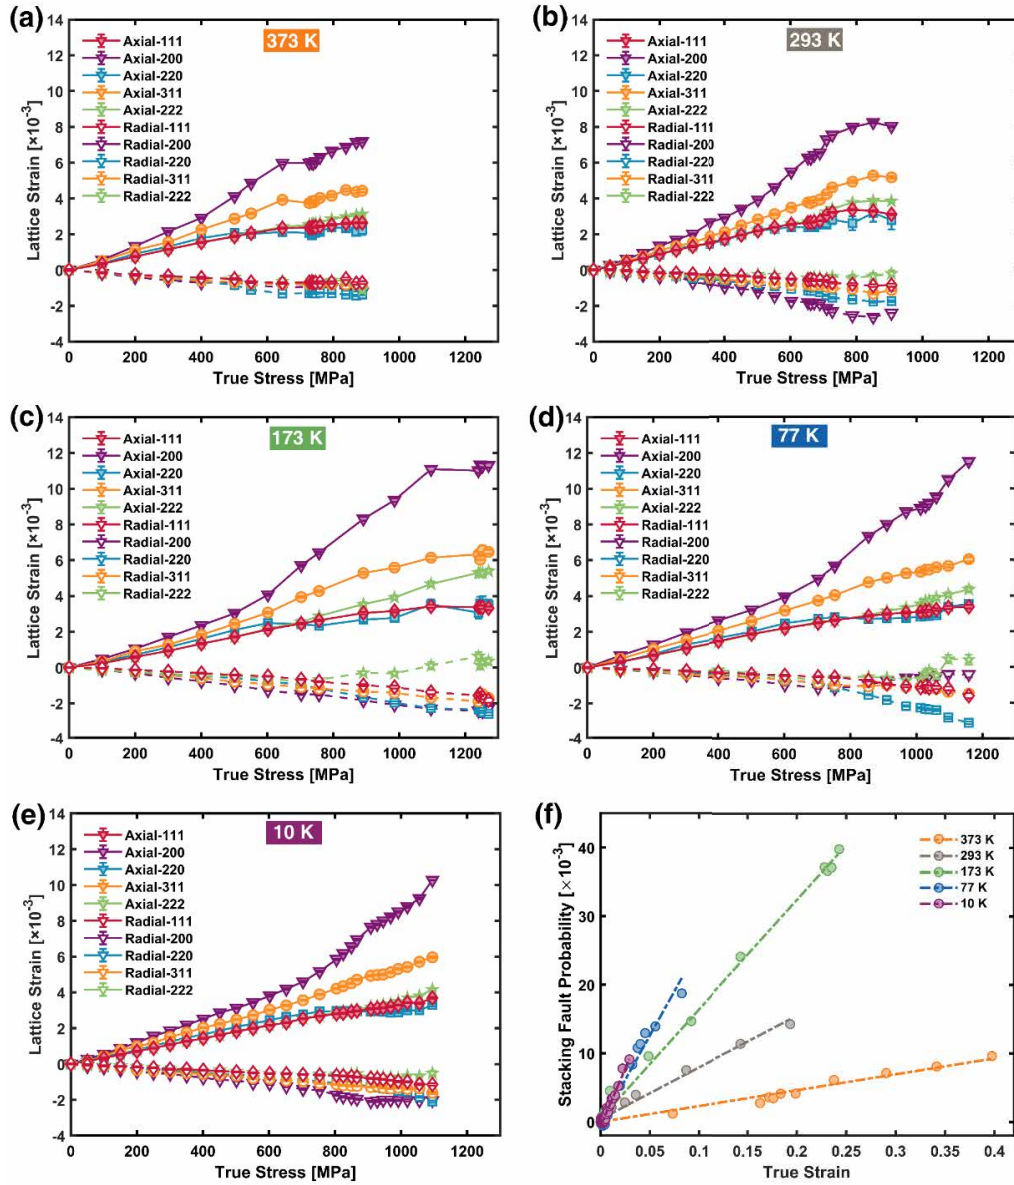 (a)
373 K
Axial-111
Axial-200
Axial-220
Axial-311
Axial-222
Radial-111
Radial-200
Radial-220
Radial-311
Radial-222
14
12
10
8
6
4
2
0
-2
-4
Lattice Strain [×10-3]
0 200 400 600 800 1000 1200
True Stress [MPa]
(b)
293 K
Axial-111
Axial-200
Axial-220
Axial-311
Axial-222
Radial-111
Radial-200
Radial-220
Radial-311
Radial-222
14
12
10
8
6
4
2
0
-2
-4
Lattice Strain [×10-3]
0 200 400 600 800 1000 1200
True Stress [MPa]
(c)
173 K
Axial-111
Axial-200
Axial-220
Axial-311
Axial-222
Radial-111
Radial-200
Radial-220
Radial-311
Radial-222
14
12
10
8
6
4
2
0
-2
-4
Lattice Strain [×10-3]
0 200 400 600 800 1000 1200
True Stress [MPa]
(d)
77 K
Axial-111
Axial-200
Axial-220
Axial-311
Axial-222
Radial-111
Radial-200
Radial-220
Radial-311
Radial-222
14
12
10
8
6
4
2
0
-2
-4
Lattice Strain [×10-3]
0 200 400 600 800 1000 1200
True Stress [MPa]
(e)
10 K
Axial-111
Axial-200
Axial-220
Axial-311
Axial-222
Radial-111
Radial-200
Radial-220
Radial-311
Radial-222
14
12
10
8
6
4
2
0
-2
-4
Lattice Strain [×10-3]
0 200 400 600 800 1000 1200
True Stress [MPa]
(f)
373 K
293 K
173 K
77 K
10 K
40
30
20
10
0
Stacking Fault Probability [×10-3]
0 0.05 0.1 0.15 0.2 0.25 0.3 0.35 0.4
True Strain